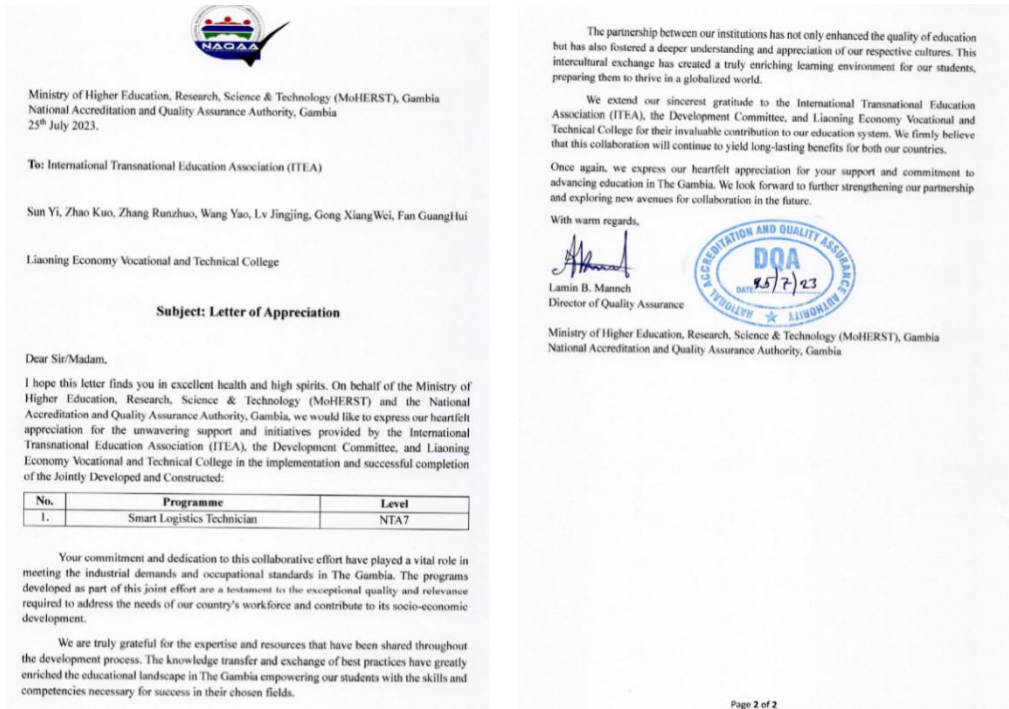 NAQAA
Ministry of Higher Education, Research, Science & Technology (MoHERST), Gambia
National Accreditation and Quality Assurance Authority, Gambia
25th July 2023.
To: International Transnational Education Association (ITEA)
Sun Yi, Zhao Kuo, Zhang Runzhuo, Wang Yao, Lv Jingjing, Gong XiangWei, Fan GuangHui
Liaoning Economy Vocational and Technical College
Subject: Letter of Appreciation
Dear Sir/Madam,
I hope this letter finds you in excellent health and high spirits. On behalf of the Ministry of
Higher Education, Research, Science & Technology (MoHERST) and the National
Accreditation and Quality Assurance Authority, Gambia, we would like to express our heartfelt
appreciation for the unwavering support and initiatives provided by the International
Transnational Education Association (ITEA), the Development Committee, and Liaoning
Economy Vocational and Technical College in the implementation and successful completion
of the Jointly Developed and Constructed:
No. Programme Level
1. Smart Logistics Technician NTA7
Your commitment and dedication to this collaborative effort have played a vital role in
meeting the industrial demands and occupational standards in The Gambia. The programs
developed as part of this joint effort are a testament to the exceptional quality and relevance
required to address the needs of our country's workforce and contribute to its socio-economic
development.
We are truly grateful for the expertise and resources that have been shared throughout
the development process. The knowledge transfer and exchange of best practices have greatly
enriched the educational landscape in The Gambia empowering our students with the skills and
competencies necessary for success in their chosen fields.
The partnership between our institutions has not only enhanced the quality of education
but has also fostered a deeper understanding and appreciation of our respective cultures. This
intercultural exchange has created a truly enriching learning environment for our students,
preparing them to thrive in a globalized world.
We extend our sincerest gratitude to the International Transnational Education
Association (ITEA), the Development Committee, and Liaoning Economy Vocational and
Technical College for their invaluable contribution to our education system. We firmly believe
that this collaboration will continue to yield long-lasting benefits for both our countries.
Once again, we express our heartfelt appreciation for your support and commitment to
advancing education in The Gambia. We look forward to further strengthening our partnership
and exploring new avenues for collaboration in the future.
With warm regards,
NATIONAL ACCREDITATION AND QUALITY ASSURANCE AUTHORITY
DQA
DATE: 25/7/23
Lamin B. Manneh
Director of Quality Assurance
Ministry of Higher Education, Research, Science & Technology (MoHERST), Gambia
National Accreditation and Quality Assurance Authority, Gambia
Page 2 of 2